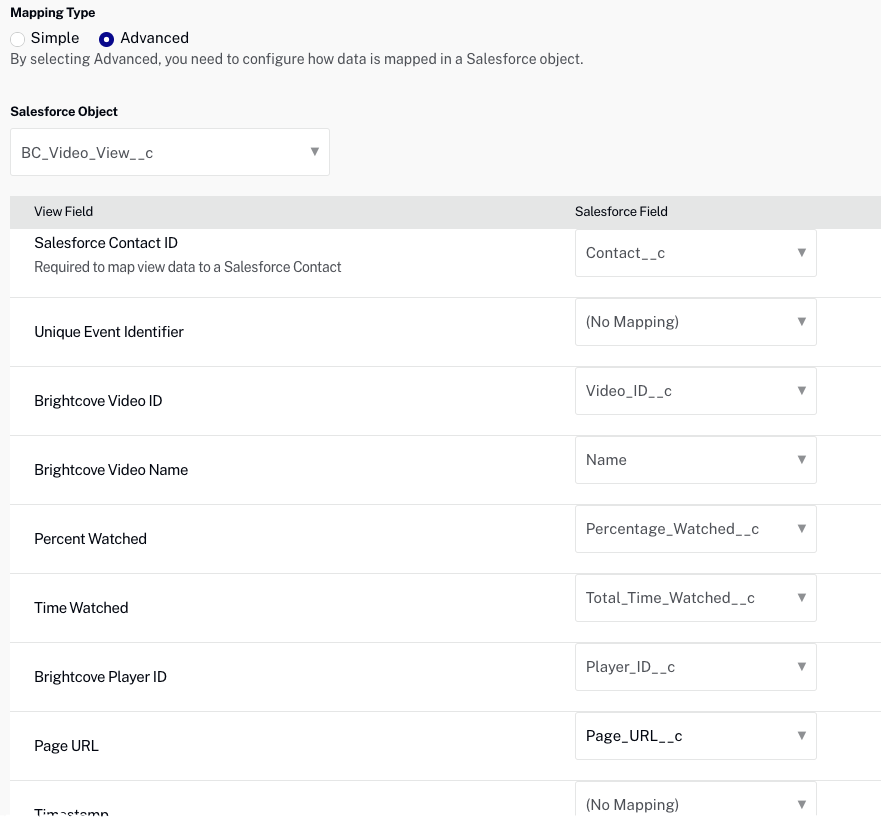 Mapping Type
Simple Advanced
By selecting Advanced, you need to configure how data is mapped in a Salesforce object.
Salesforce Object
BC_Video_View__c
View Field Salesforce Field
Salesforce Contact ID Contact__c
Required to map view data to a Salesforce Contact
Unique Event Identifier (No Mapping)
Brightcove Video ID Video_ID__c
Brightcove Video Name Name
Percent Watched Percentage_Watched__c
Time Watched Total_Time_Watched__c
Brightcove Player ID Player_ID__c
Page URL Page_URL__c
Timestamp (No Mapping)